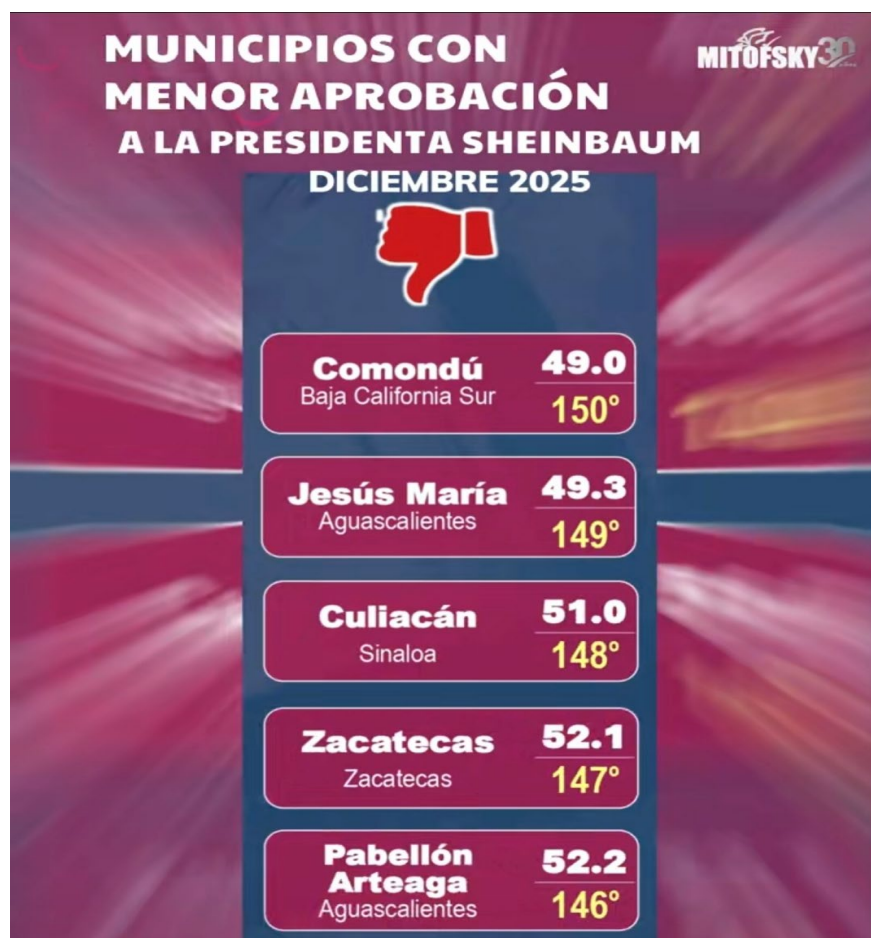 MUNICIPIOS CON
MENOR APROBACIÓN
A LA PRESIDENTA SHEINBAUM
DICIEMBRE 2025
MITOFSKY30
Comondú
Baja California Sur
49.0
150°
Jesús María
Aguascalientes
49.3
149°
Culiacán
Sinaloa
51.0
148°
Zacatecas
Zacatecas
52.1
147°
Pabellón
Arteaga
Aguascalientes
52.2
146°